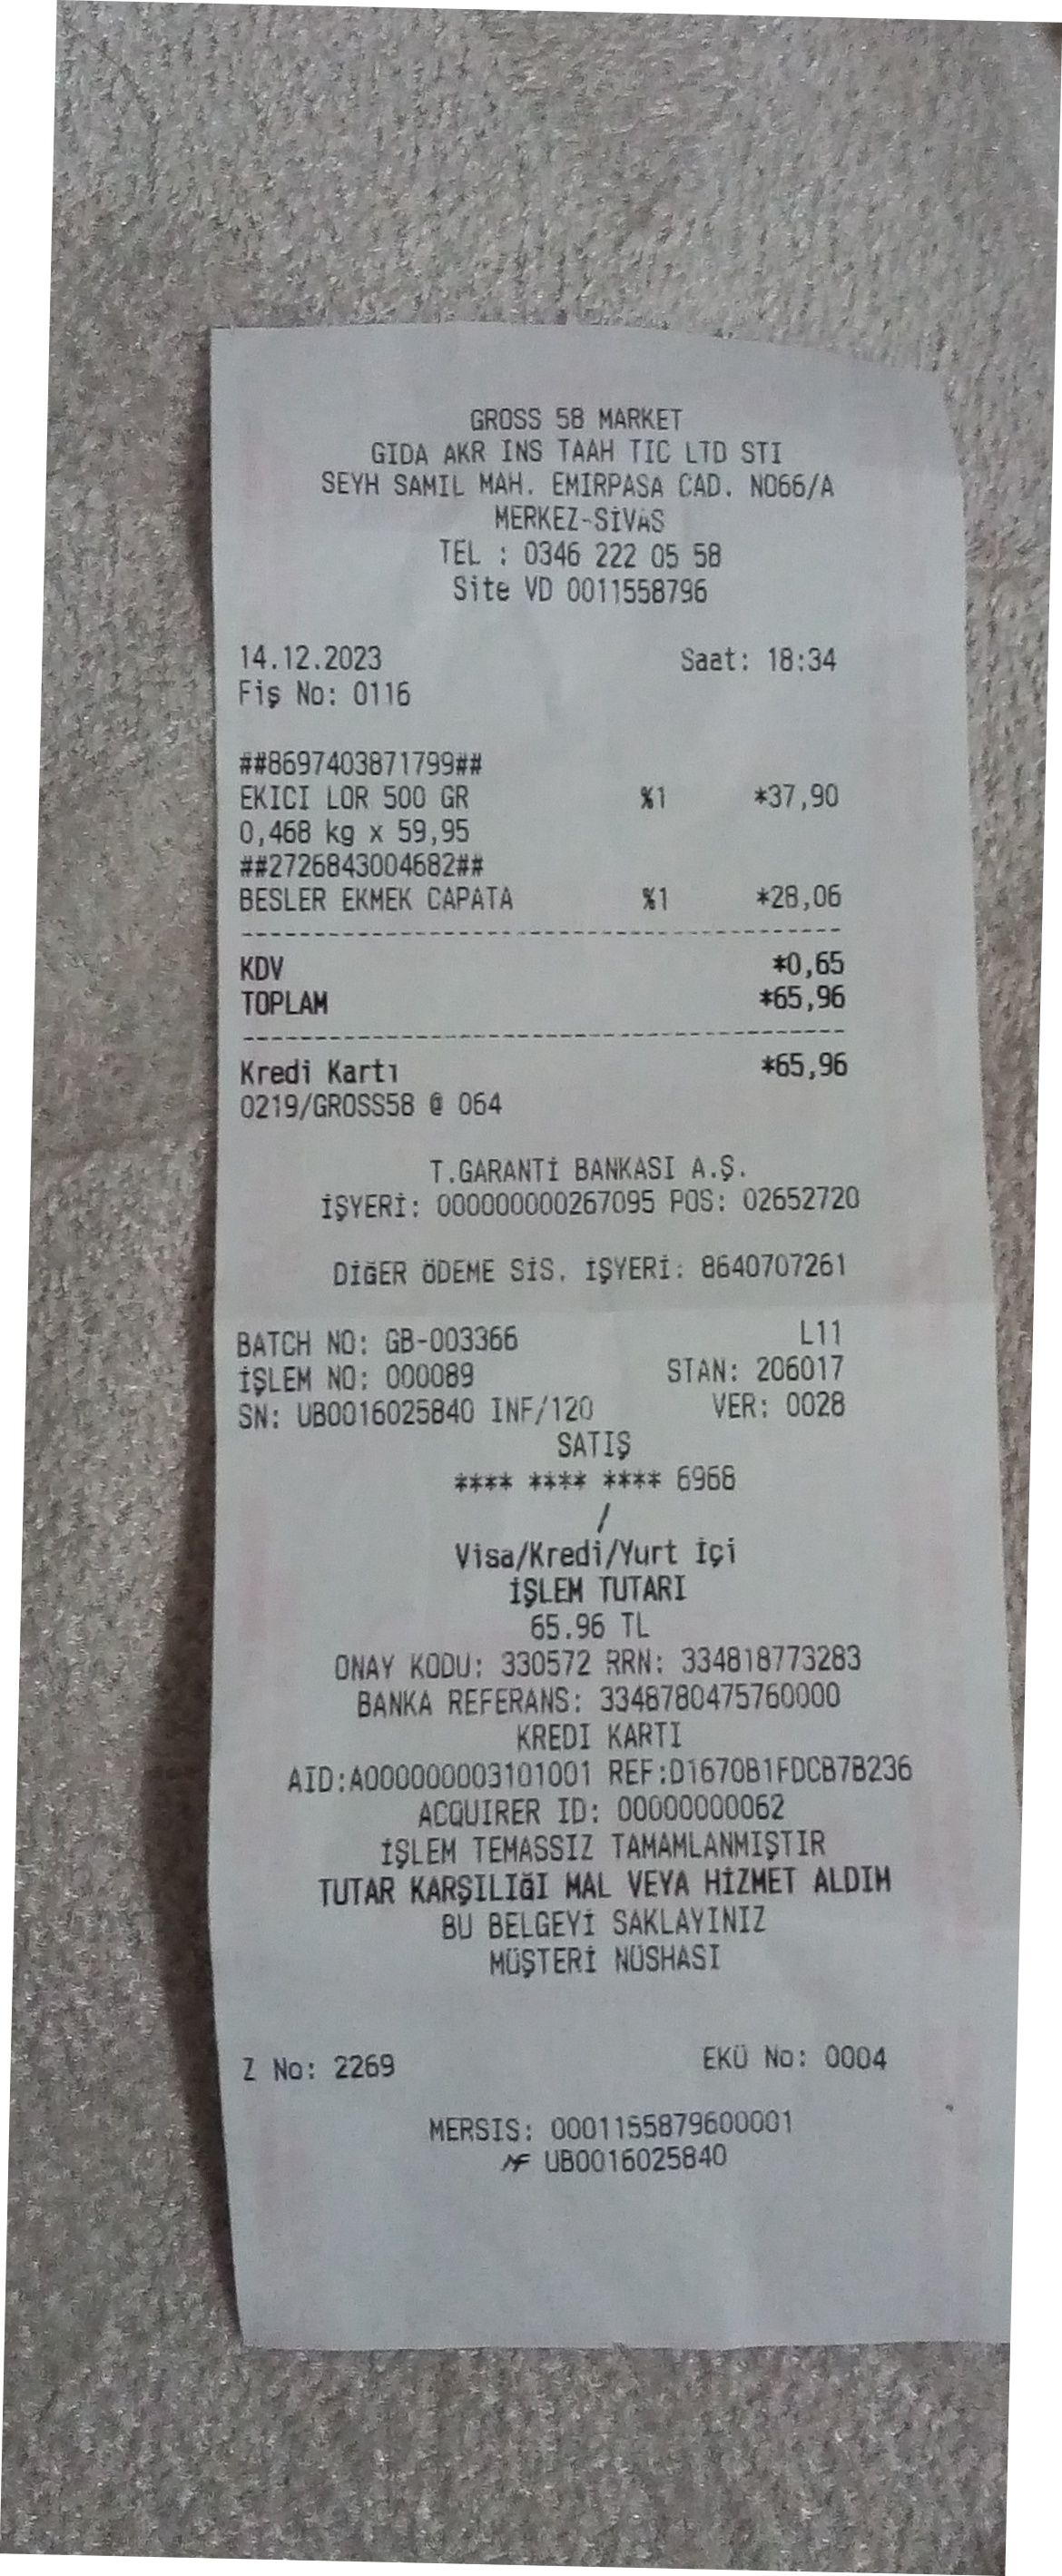 GROSS 58 MARKET
GIDA AKR INS TAAH TIC LTD STI
SEYH SAMIL MAH. EMIRPASA CAD. NO66/A
MERKEZ-SİVAS
TEL : 0346 222 05 58
Site VD 0011558796
14.12.2023 Saat: 18:34
Fiş No: 0116
##8697403871799##
EKICI LOR 500 GR %1 *37,90
0,468 kg x 59,95
##2726843004682##
BESLER EKMEK CAPATA %1 *28,06
KDV *0,65
TOPLAM *65,96
Kredi Kartı *65,96
0219/GROSS58 @ 064
T.GARANTİ BANKASI A.Ş.
İŞYERİ: 000000000267095 POS: 02652720
DİĞER ÖDEME SİS. İŞYERİ: 8640707261
BATCH NO: GB-003366 L11
İŞLEM NO: 000089 STAN: 206017
SN: UB0016025840 INF/120 VER: 0028
SATIŞ
**** **** **** 6968
/
Visa/Kredi/Yurt İçi
İŞLEM TUTARI
65.96 TL
ONAY KODU: 330572 RRN: 334818773283
BANKA REFERANS: 3348780475760000
KREDI KARTI
AID:A0000000003101001 REF:D1670B1FDCB7B236
ACQUIRER ID: 00000000062
İŞLEM TEMASSIZ TAMAMLANMIŞTIR
TUTAR KARŞILIĞI MAL VEYA HİZMET ALDIM
BU BELGEYİ SAKLAYINIZ
MÜŞTERİ NÜSHASI
Z No: 2269 EKÜ No: 0004
MERSIS: 0001155879600001
MF UB0016025840